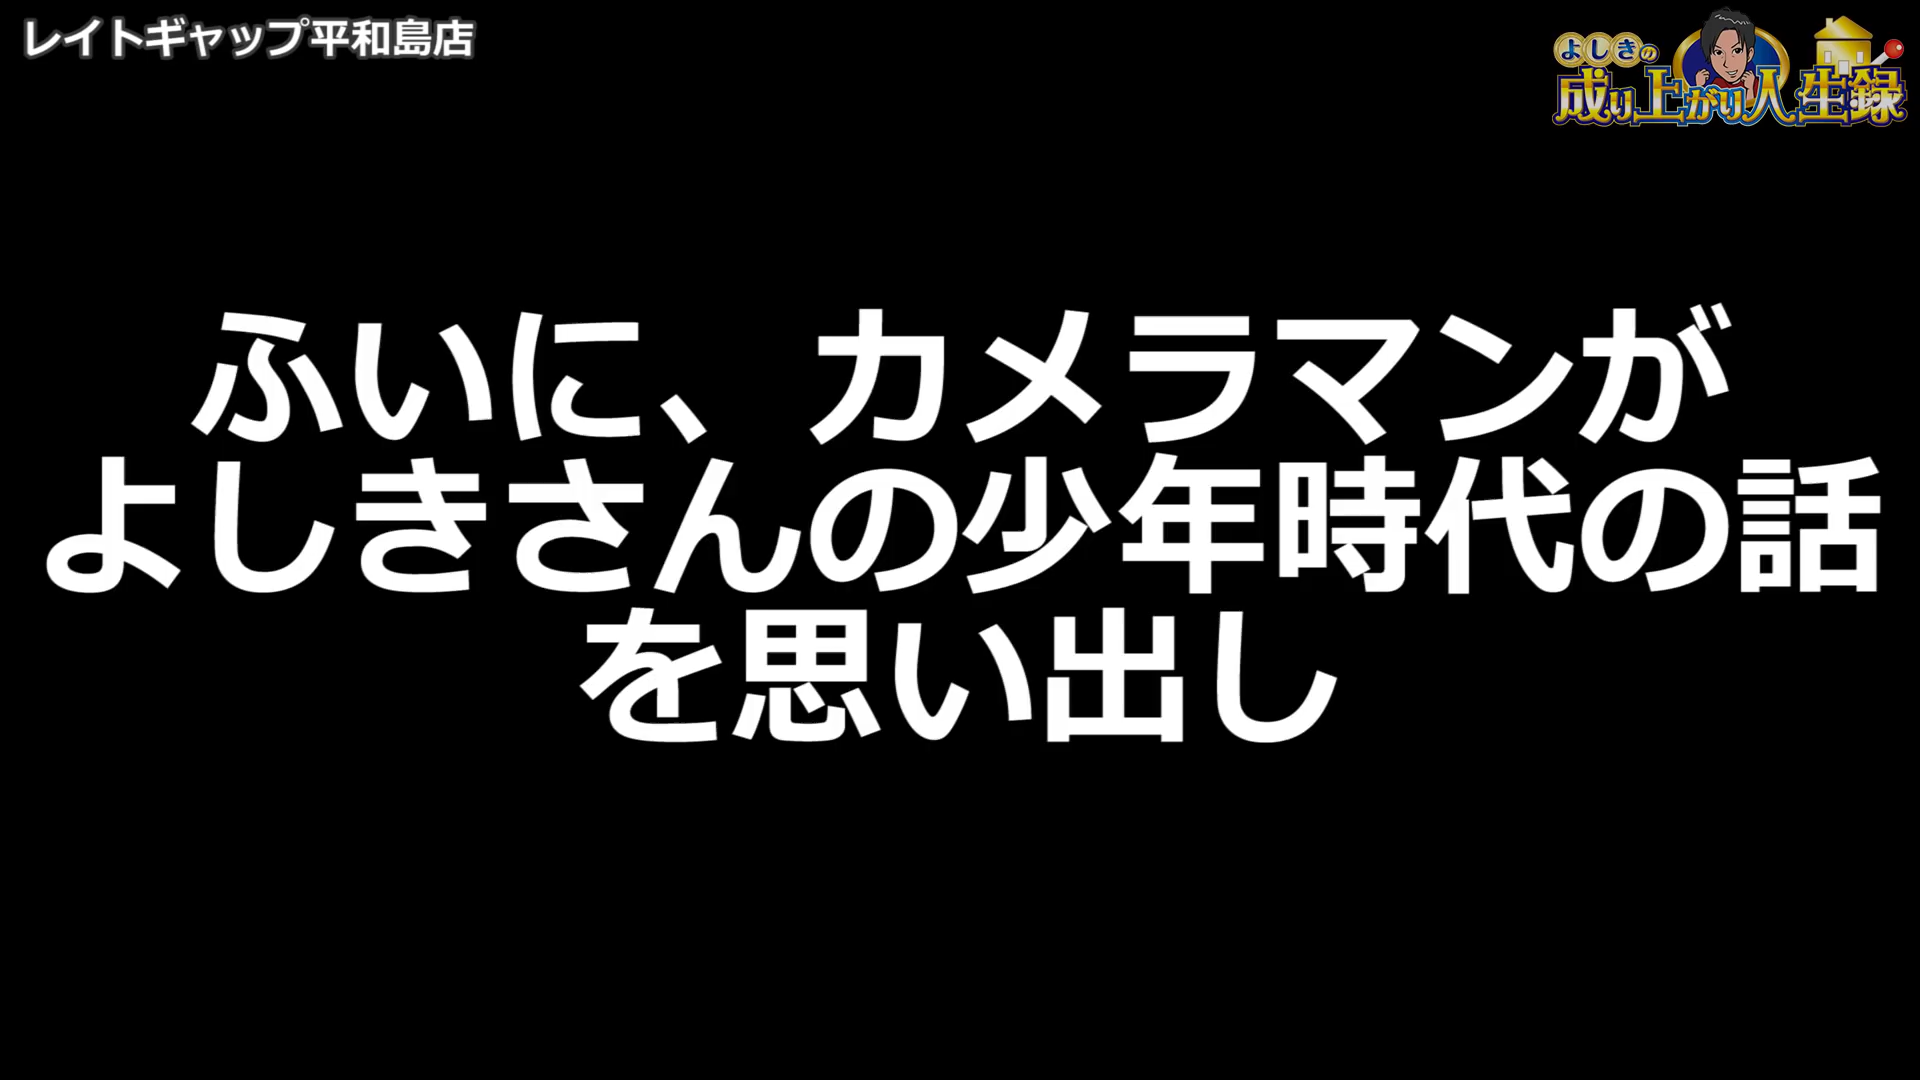 レイトギャップ平和島店
よしきの
成り上がり人生録
ふいに、カメラマンが
よしきさんの少年時代の話
を思い出し